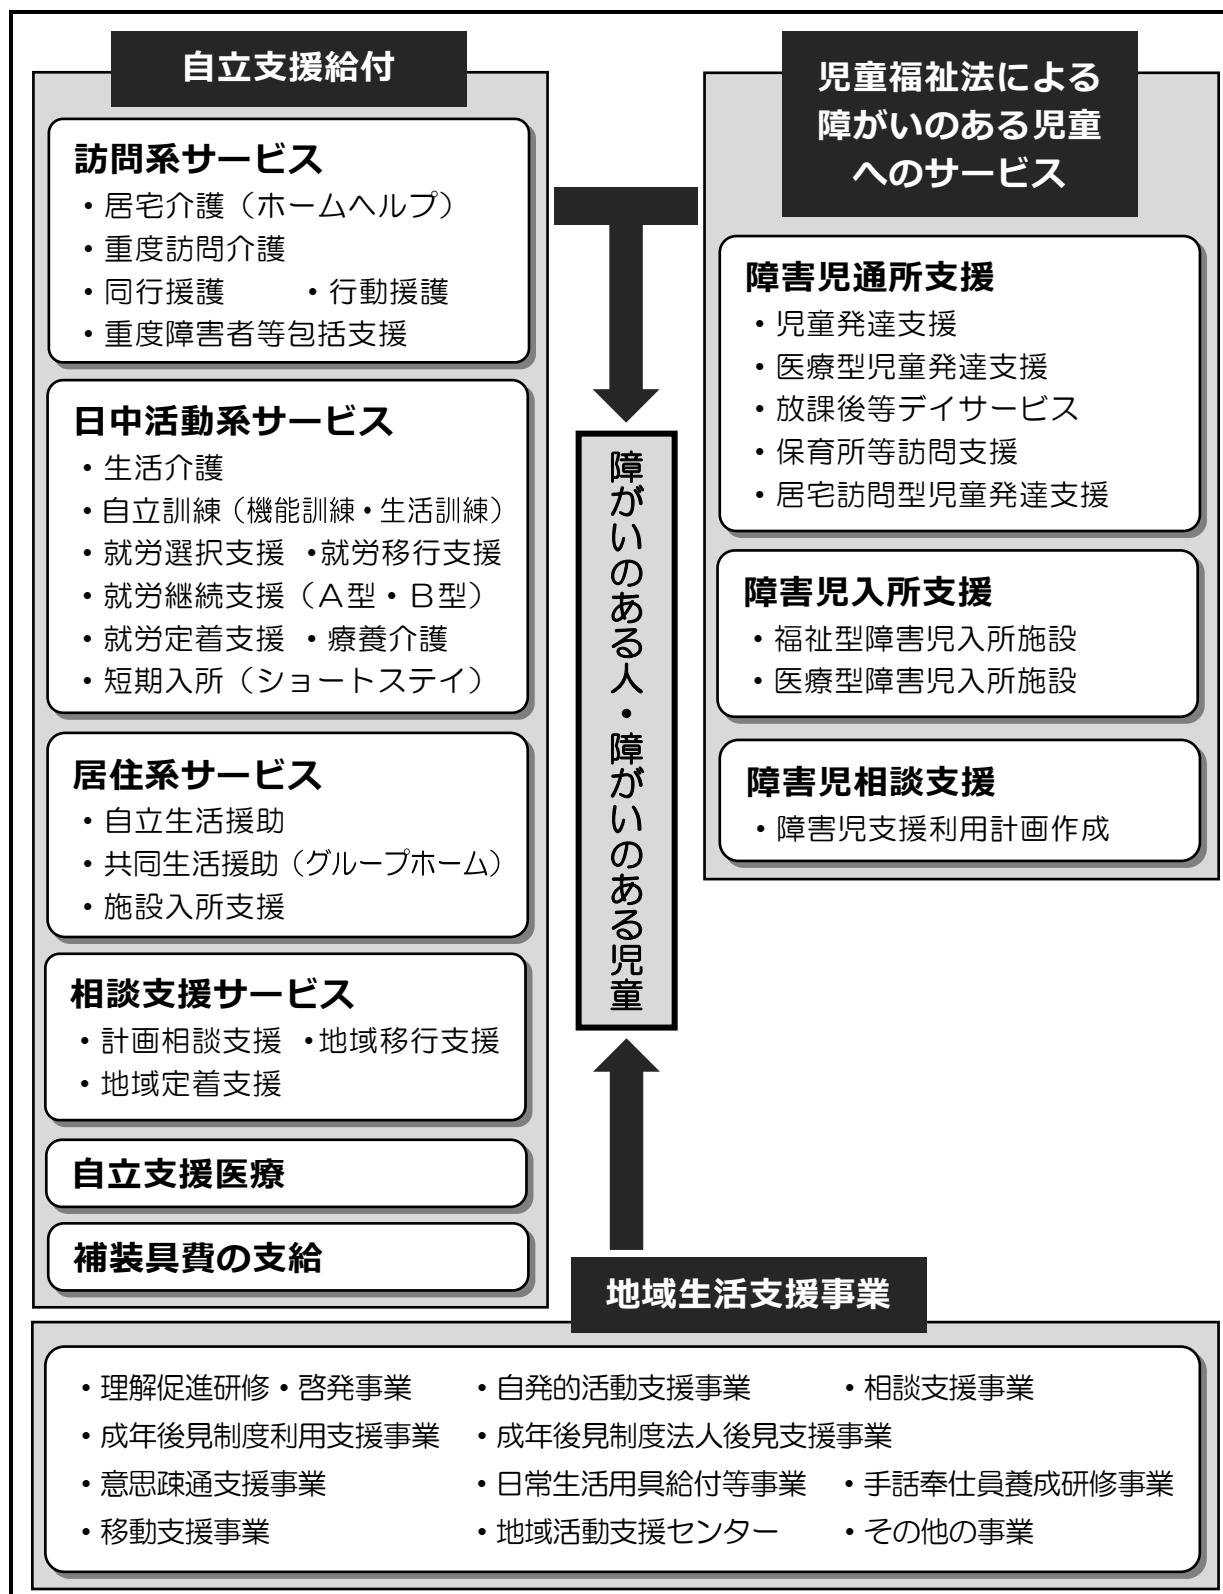 自立支援給付
訪問系サービス
・居宅介護（ホームヘルプ）
・重度訪問介護
・同行援護　・行動援護
・重度障害者等包括支援
日中活動系サービス
・生活介護
・自立訓練（機能訓練・生活訓練）
・就労選択支援　・就労移行支援
・就労継続支援（Ａ型・Ｂ型）
・就労定着支援　・療養介護
・短期入所（ショートステイ）
居住系サービス
・自立生活援助
・共同生活援助（グループホーム）
・施設入所支援
相談支援サービス
・計画相談支援　・地域移行支援
・地域定着支援
自立支援医療
補装具費の支給
障がいのある人・障がいのある児童
児童福祉法による
障がいのある児童
へのサービス
障害児通所支援
・児童発達支援
・医療型児童発達支援
・放課後等デイサービス
・保育所等訪問支援
・居宅訪問型児童発達支援
障害児入所支援
・福祉型障害児入所施設
・医療型障害児入所施設
障害児相談支援
・障害児支援利用計画作成
地域生活支援事業
・理解促進研修・啓発事業　・自発的活動支援事業　・相談支援事業
・成年後見制度利用支援事業　・成年後見制度法人後見支援事業
・意思疎通支援事業　・日常生活用具給付等事業　・手話奉仕員養成研修事業
・移動支援事業　・地域活動支援センター　・その他の事業